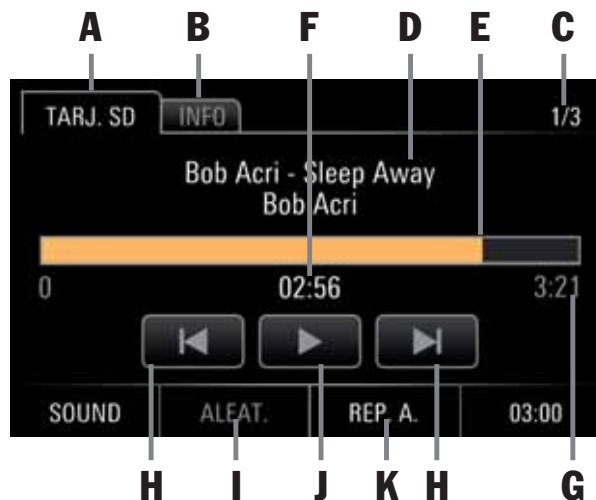 A B F D E C
TARJ. SD INFO 1/3
Bob Acri - Sleep Away
Bob Acri
0 02:56 3:21
SOUND ALEAT. REP. A. 03:00
H I J K H G